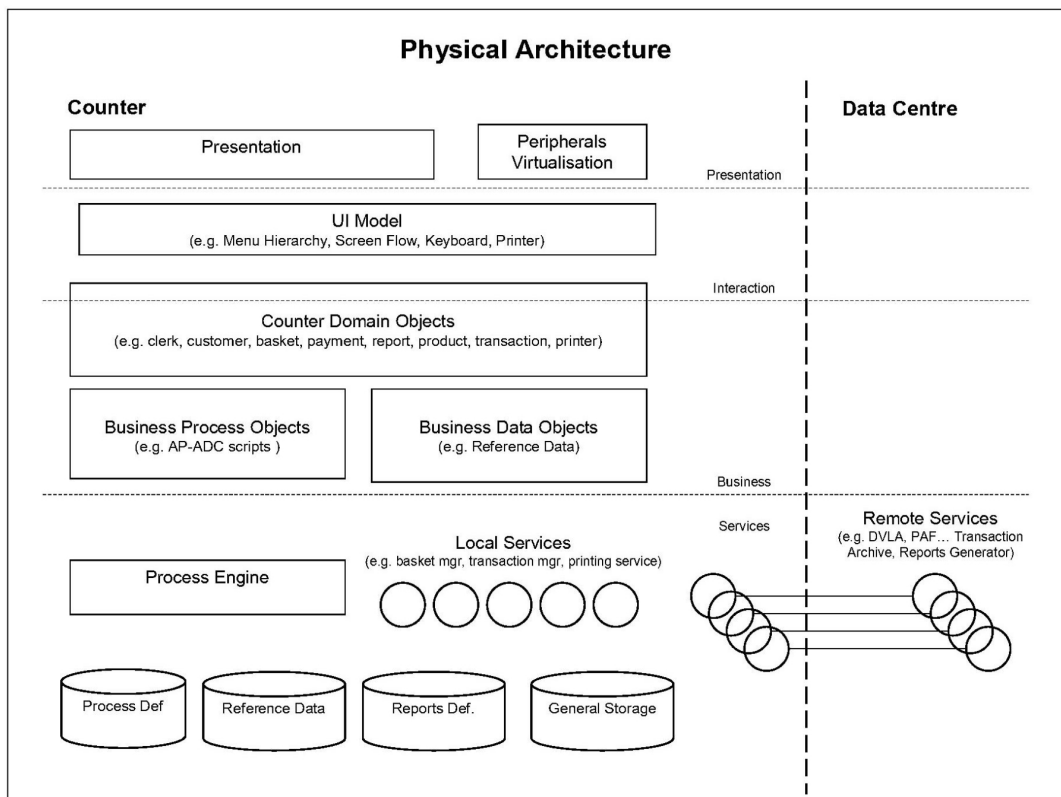 Physical Architecture
Counter
Data Centre
Presentation
Peripherals
Virtualisation
Presentation
UI Model
(e.g. Menu Hierarchy, Screen Flow, Keyboard, Printer)
Interaction
Counter Domain Objects
(e.g. clerk, customer, basket, payment, report, product, transaction, printer)
Business Process Objects
(e.g. AP-ADC scripts )
Business Data Objects
(e.g. Reference Data)
Business
Services
Remote Services
(e.g. DVLA, PAF... Transaction
Archive, Reports Generator)
Local Services
(e.g. basket mgr, transaction mgr, printing service)
Process Engine
Process Def
Reference Data
Reports Def.
General Storage